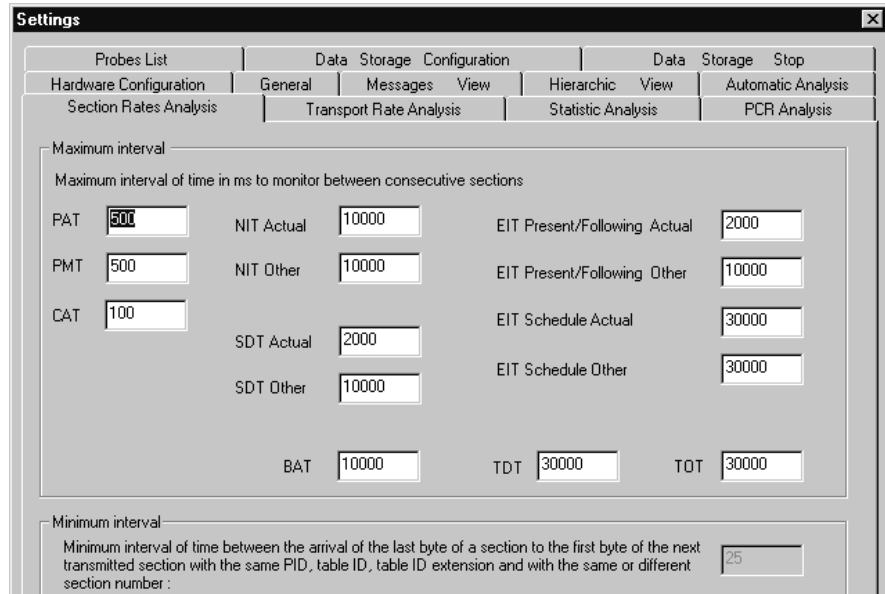 Settings
Probes List Data Storage Configuration Data Storage Stop
Hardware Configuration General Messages View Hierarchic View Automatic Analysis
Section Rates Analysis Transport Rate Analysis Statistic Analysis PCR Analysis
Maximum interval
Maximum interval of time in ms to monitor between consecutive sections
PAT 500 NIT Actual 10000 EIT Present/Following Actual 2000
PMT 500 NIT Other 10000 EIT Present/Following Other 10000
CAT 100 SDT Actual 2000 EIT Schedule Actual 30000
SDT Other 10000 EIT Schedule Other 30000
BAT 10000 TDT 30000 TOT 30000
Minimum interval
Minimum interval of time between the arrival of the last byte of a section to the first byte of the next
transmitted section with the same PID, table ID, table ID extension and with the same or different
section number :
25